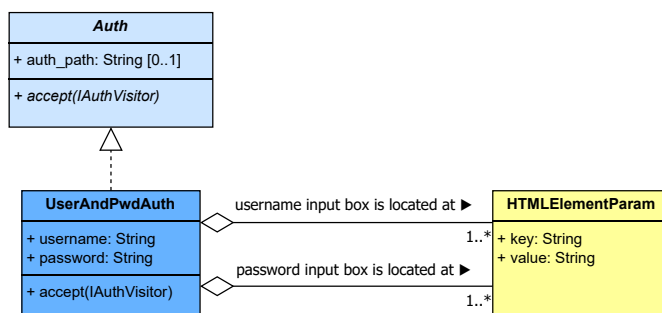 Auth
+ auth_path: String [0..1]
+ accept(IAuthVisitor)
UserAndPwdAuth
+ username: String
+ password: String
+ accept(IAuthVisitor)
username input box is located at ▶
1..*
password input box is located at ▶
1..*
HTMLElementParam
+ key: String
+ value: String